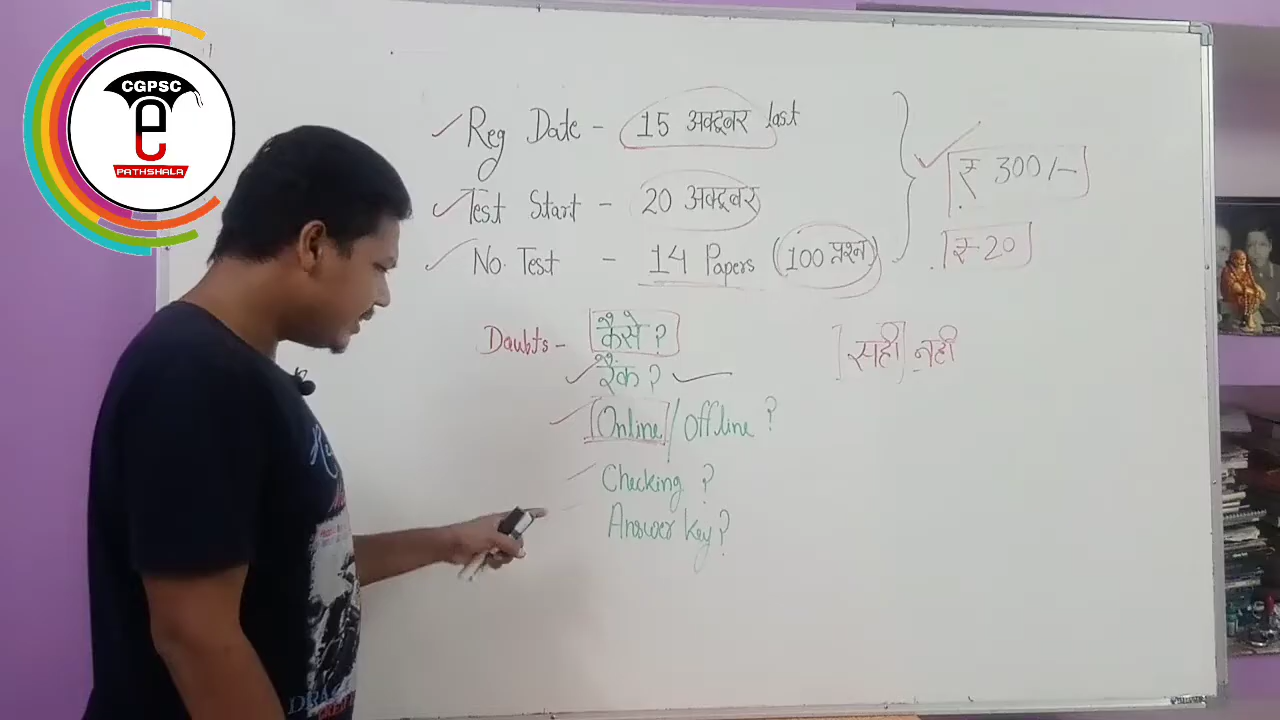 CGPSC
e
PATHSHALA
Reg Date - 15 अक्टूबर last
Test Start - 20 अक्टूबर
No. Test - 14 Papers (100 प्रश्न)
₹ 300/-
₹ 20
Daubts - कैसे ?
रैंक ?
Online / Offline ?
Checking ?
Answer key ?
सही नही